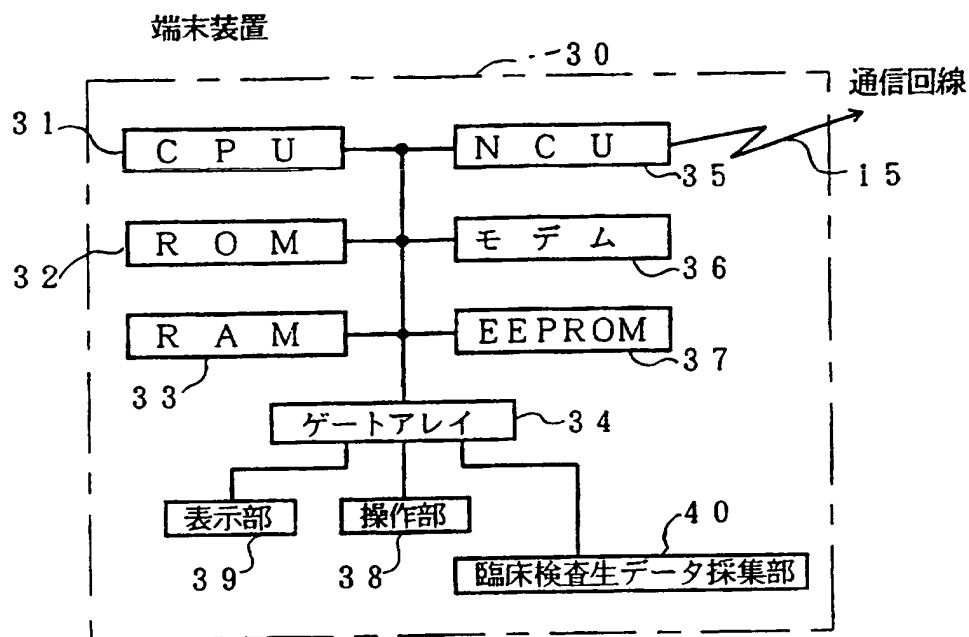 端末装置
30
通信回線
31
CPU
NCU
35
15
32
ROM
モデム
36
RAM
33
EEPROM
37
ゲートアレイ
34
表示部
39
操作部
38
40
臨床検査生データ採集部